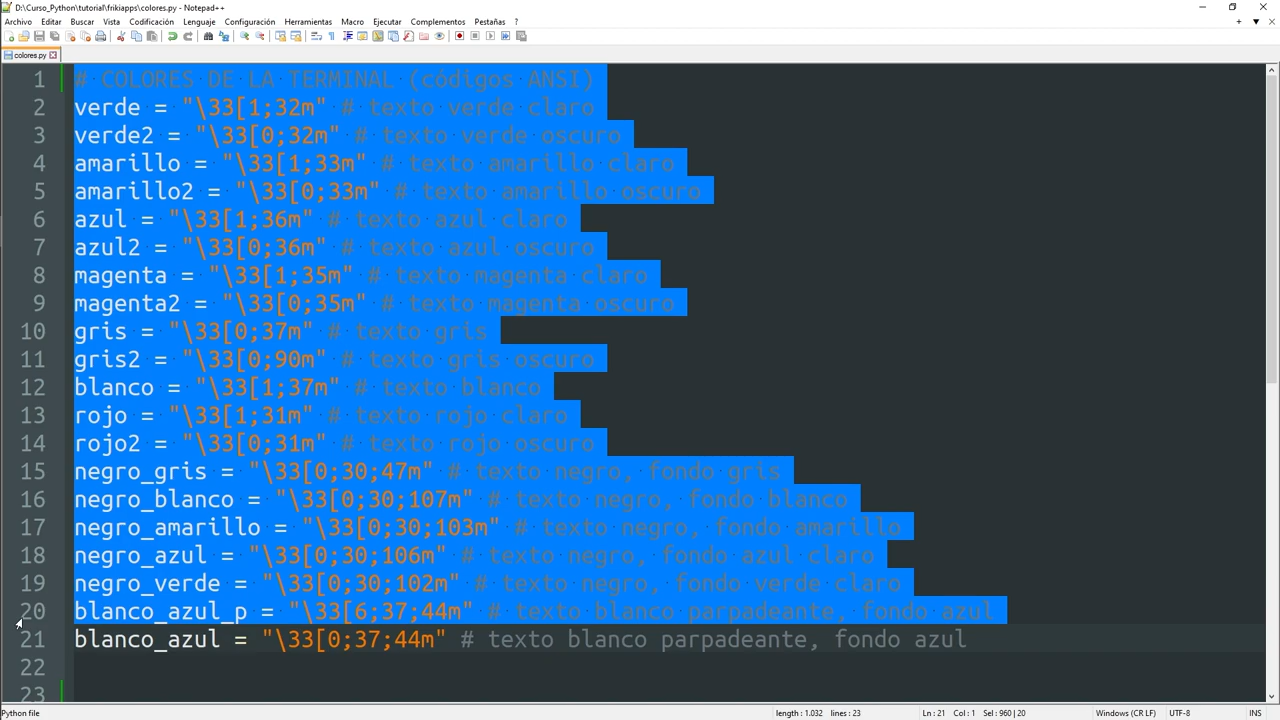 D:\Curso_Python\tutorial\frikiapps\colores.py - Notepad++
Archivo Editar Buscar Vista Codificación Lenguaje Configuración Herramientas Macro Ejecutar Complementos Pestañas ?
colores.py
1 # COLORES DE LA TERMINAL (códigos ANSI)
2 verde = "\33[1;32m" # texto verde claro
3 verde2 = "\33[0;32m" # texto verde oscuro
4 amarillo = "\33[1;33m" # texto amarillo claro
5 amarillo2 = "\33[0;33m" # texto amarillo oscuro
6 azul = "\33[1;36m" # texto azul claro
7 azul2 = "\33[0;36m" # texto azul oscuro
8 magenta = "\33[1;35m" # texto magenta claro
9 magenta2 = "\33[0;35m" # texto magenta oscuro
10 gris = "\33[0;37m" # texto gris
11 gris2 = "\33[0;90m" # texto gris oscuro
12 blanco = "\33[1;37m" # texto blanco
13 rojo = "\33[1;31m" # texto rojo claro
14 rojo2 = "\33[0;31m" # texto rojo oscuro
15 negro_gris = "\33[0;30;47m" # texto negro, fondo gris
16 negro_blanco = "\33[0;30;107m" # texto negro, fondo blanco
17 negro_amarillo = "\33[0;30;103m" # texto negro, fondo amarillo
18 negro_azul = "\33[0;30;106m" # texto negro, fondo azul claro
19 negro_verde = "\33[0;30;102m" # texto negro, fondo verde claro
20 blanco_azul_p = "\33[6;37;44m" # texto blanco parpadeante, fondo azul
21 blanco_azul = "\33[0;37;44m" # texto blanco parpadeante, fondo azul
22
23
Python file length : 1.032 lines : 23 Ln : 21 Col : 1 Sel : 960 | 20 Windows (CR LF) UTF-8 INS